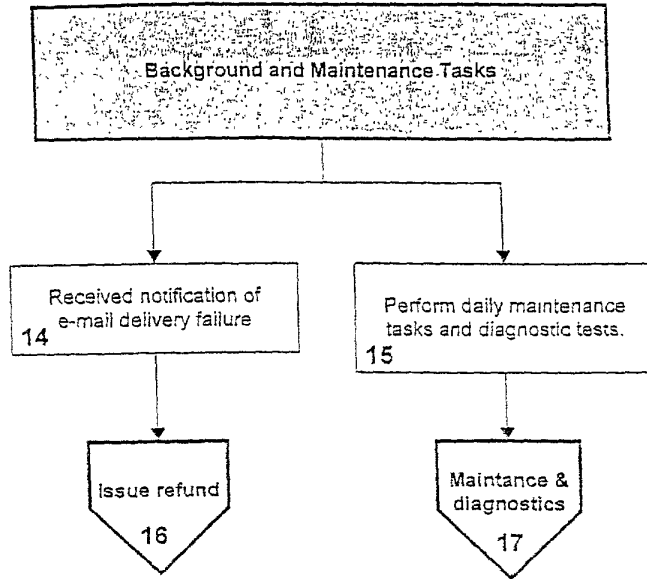 Background and Maintenance Tasks
Received notification of
e-mail delivery failure
14
Perform daily maintenance
tasks and diagnostic tests.
15
Issue refund
16
Maintance &
diagnostics
17